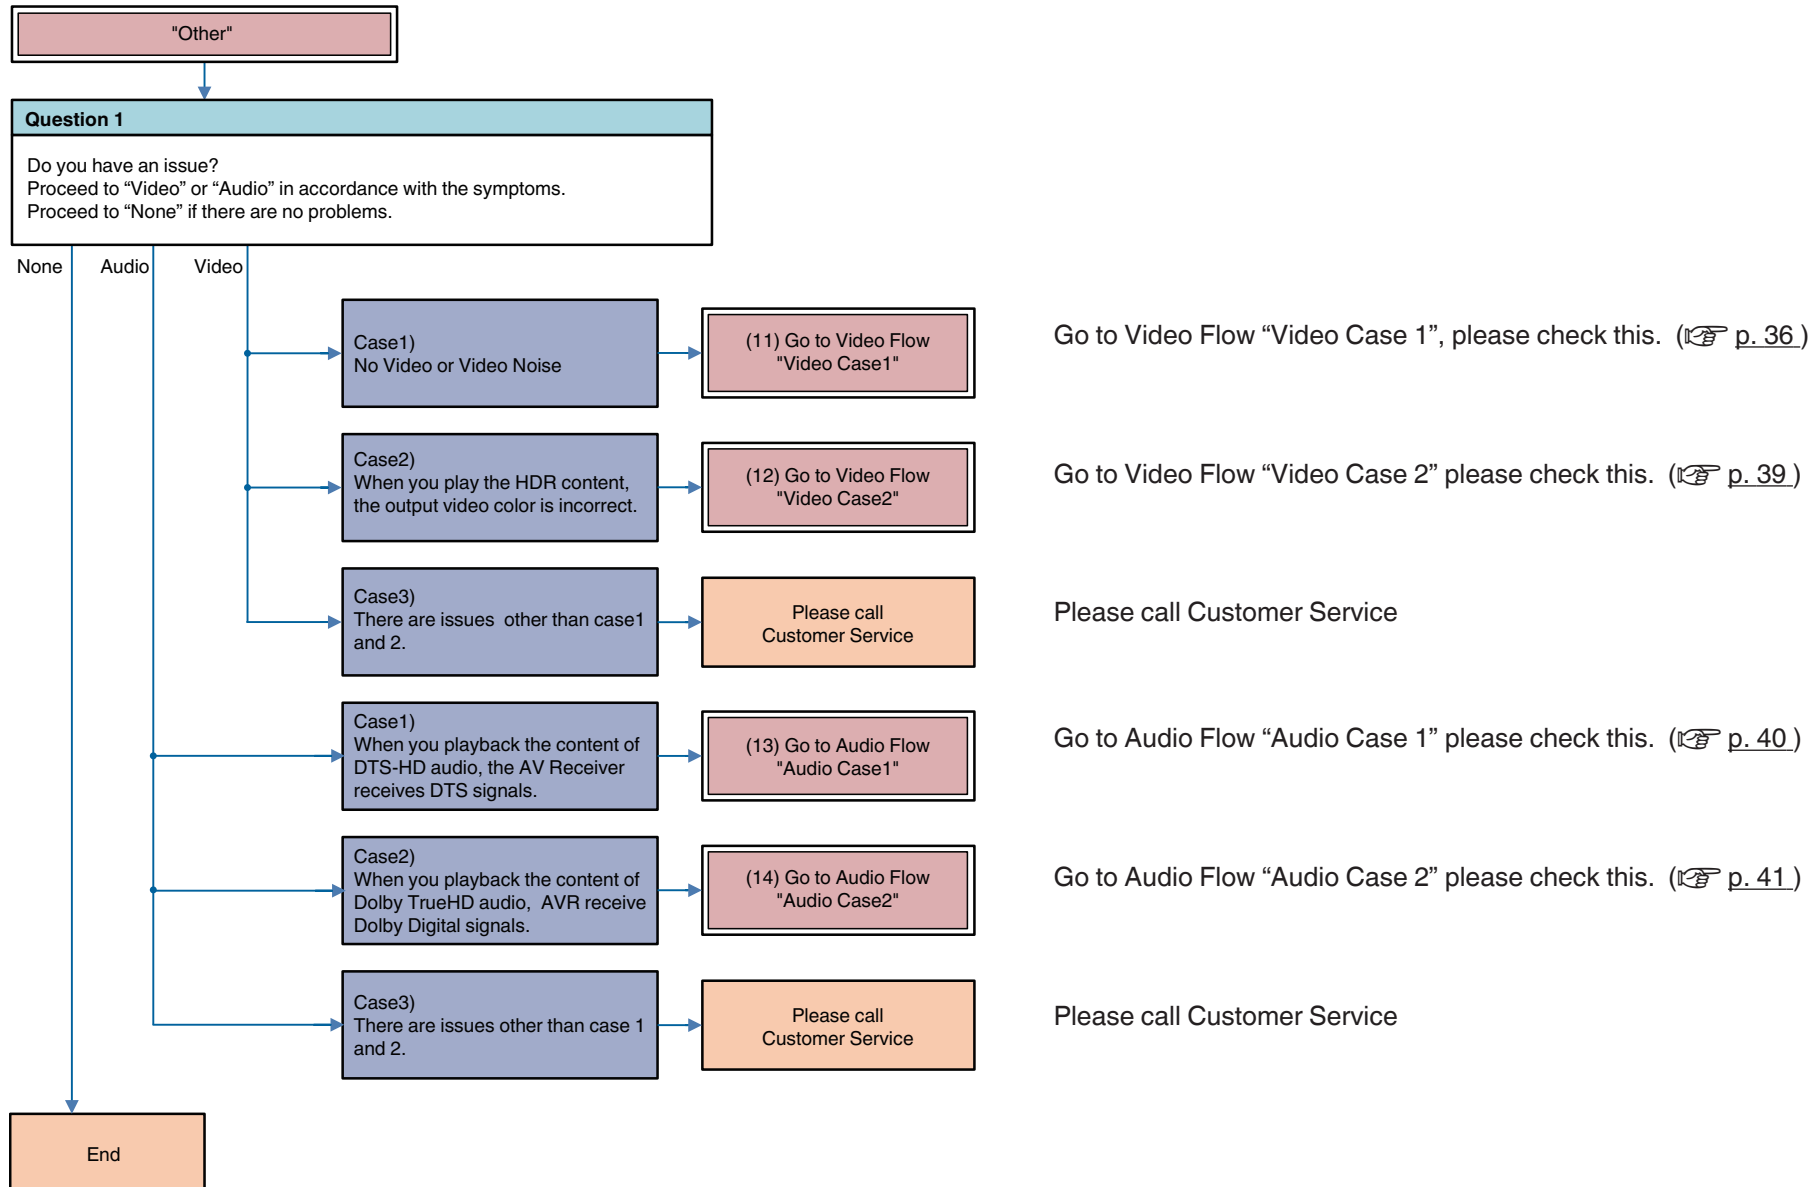 "Other"
Question 1
Do you have an issue?
Proceed to “Video” or “Audio” in accordance with the symptoms.
Proceed to “None” if there are no problems.
None
Audio
Video
Case1)
No Video or Video Noise
(11) Go to Video Flow
"Video Case1"
Go to Video Flow “Video Case 1”, please check this. (☞ p. 36)
Case2)
When you play the HDR content,
the output video color is incorrect.
(12) Go to Video Flow
"Video Case2"
Go to Video Flow “Video Case 2” please check this. (☞ p. 39)
Case3)
There are issues other than case1
and 2.
Please call
Customer Service
Please call Customer Service
Case1)
When you playback the content of
DTS-HD audio, the AV Receiver
receives DTS signals.
(13) Go to Audio Flow
"Audio Case1"
Go to Audio Flow “Audio Case 1” please check this. (☞ p. 40)
Case2)
When you playback the content of
Dolby TrueHD audio, AVR receive
Dolby Digital signals.
(14) Go to Audio Flow
"Audio Case2"
Go to Audio Flow “Audio Case 2” please check this. (☞ p. 41)
Case3)
There are issues other than case 1
and 2.
Please call
Customer Service
Please call Customer Service
End